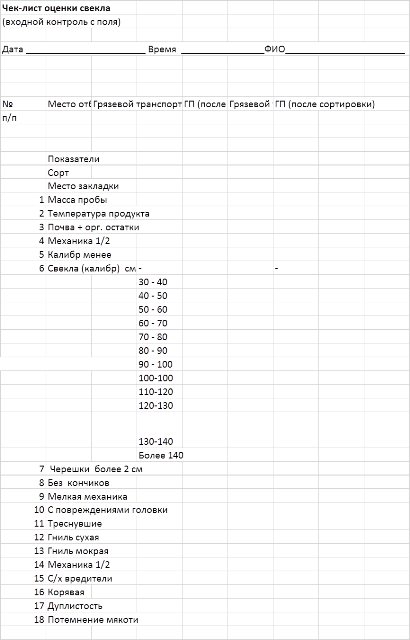 Чек-лист оценки свекла
(входной контроль с поля)
Дата ______________________ Время ________________ФИО______________________
№ Место отб Грязевой транспорт ГП (после Грязевой ГП (после сортировки)
п/п
Показатели
Сорт
Место закладки
1 Масса пробы
2 Температура продукта
3 Почва + орг. остатки
4 Механика 1/2
5 Калибр менее
6 Свекла (калибр) см - -
30 - 40
40 - 50
50 - 60
60 - 70
70 - 80
80 - 90
90 - 100
100-100
110-120
120-130
130-140
Более 140
7 Черешки более 2 см
8 Без кончиков
9 Мелкая механика
10 С повреждениями головки
11 Треснувшие
12 Гниль сухая
13 Гниль мокрая
14 Механика 1/2
15 С/х вредители
16 Корявая
17 Дуплистость
18 Потемнение мякоти